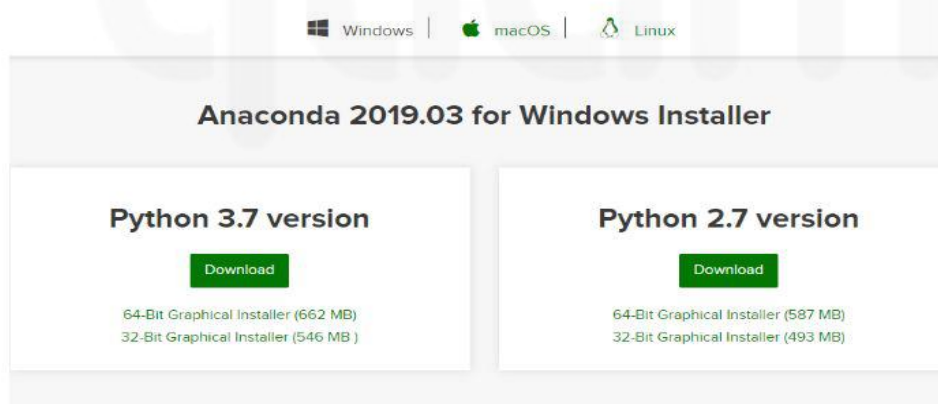 Windows | macOS | Linux
Anaconda 2019.03 for Windows Installer
Python 3.7 version
Download
64-Bit Graphical Installer (662 MB)
32-Bit Graphical Installer (546 MB )
Python 2.7 version
Download
64-Bit Graphical Installer (587 MB)
32-Bit Graphical Installer (493 MB)